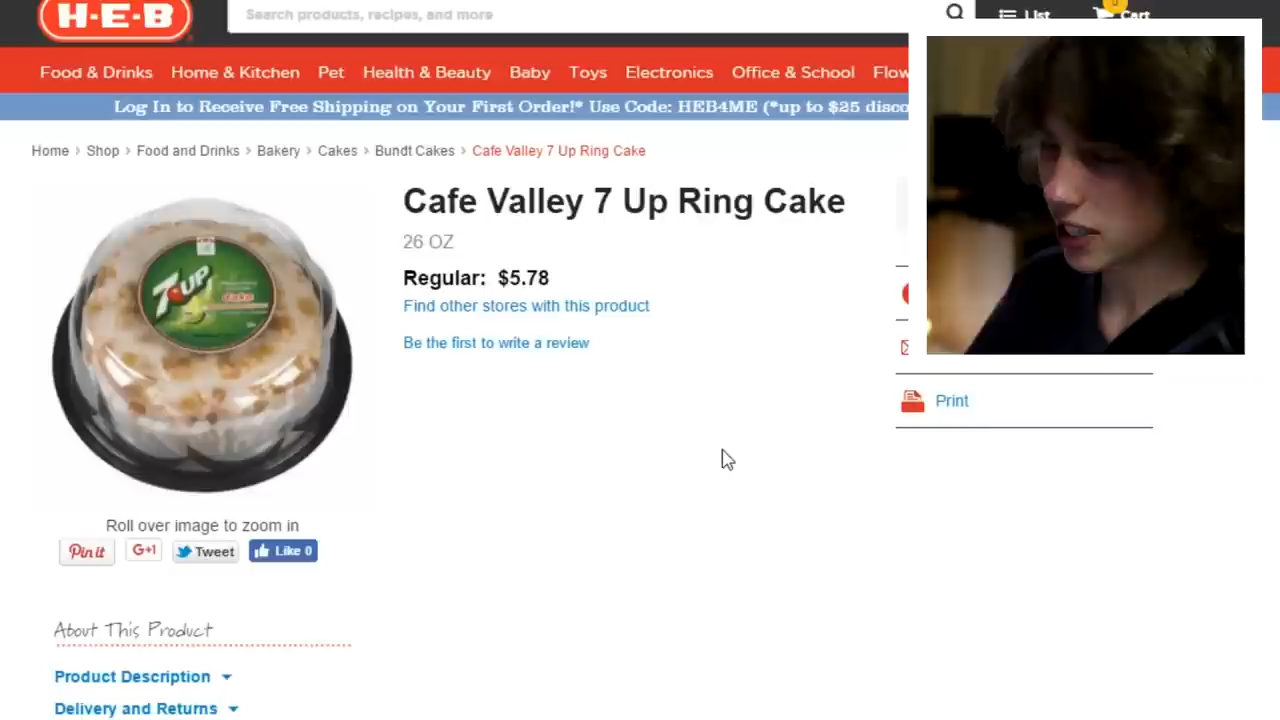 H-E-B
Search products, recipes, and more
List
0
Cart
Food & Drinks Home & Kitchen Pet Health & Beauty Baby Toys Electronics Office & School Flow
Log In to Receive Free Shipping on Your First Order!* Use Code: HEB4ME (*up to $25 disco
Home > Shop > Food and Drinks > Bakery > Cakes > Bundt Cakes > Cafe Valley 7 Up Ring Cake
Cafe Valley 7 Up Ring Cake
26 OZ
Regular: $5.78
Find other stores with this product
Be the first to write a review
7UP
cake
Print
Roll over image to zoom in
Pin it G+1 Tweet Like 0
About This Product
Product Description
Delivery and Returns